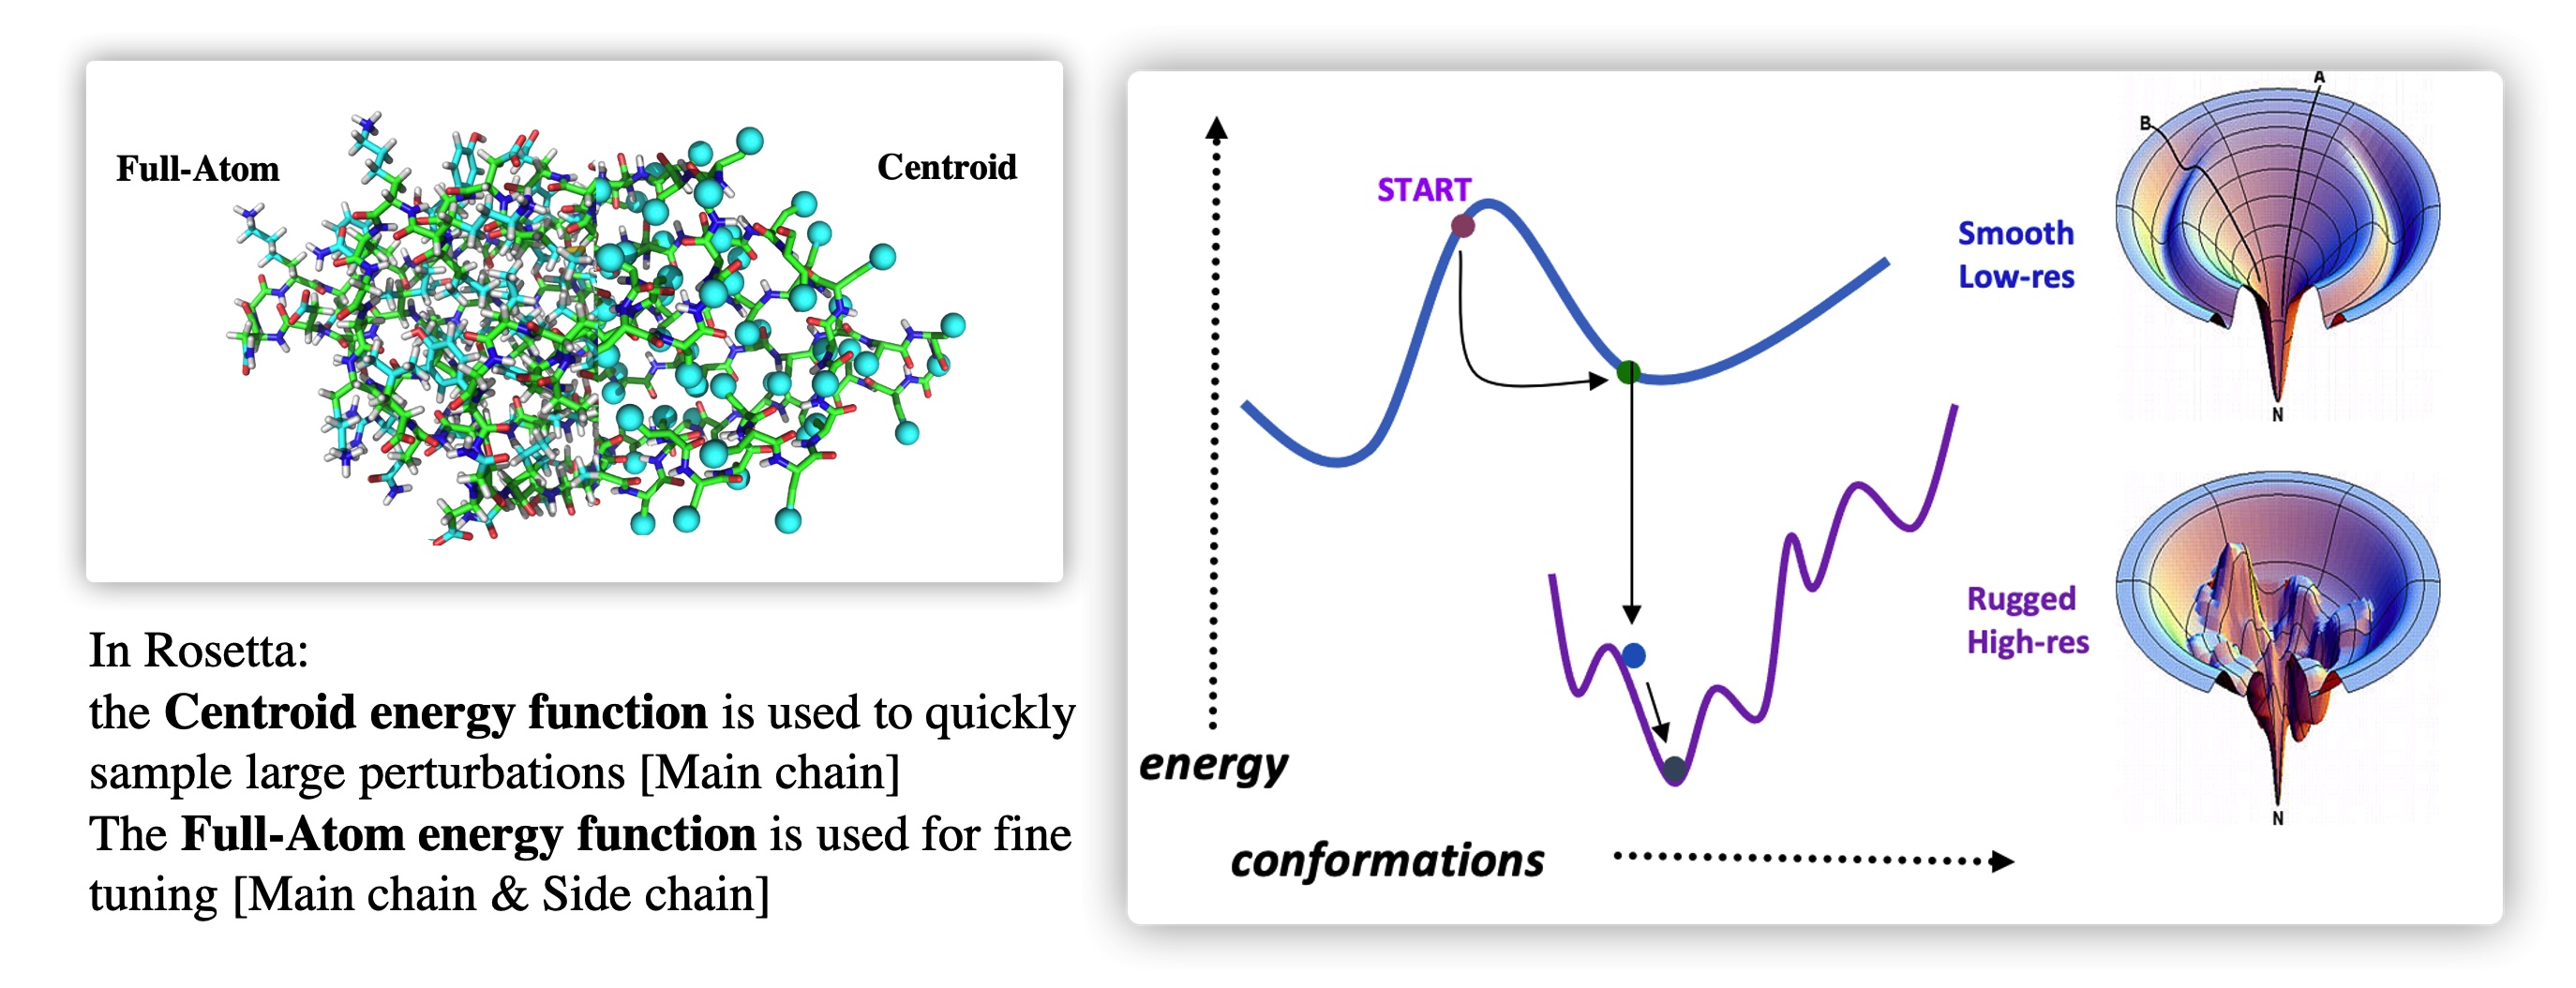 Full-Atom
Centroid
In Rosetta:
the Centroid energy function is used to quickly
sample large perturbations [Main chain]
The Full-Atom energy function is used for fine
tuning [Main chain & Side chain]
START
energy
conformations
Smooth
Low-res
A
B
N
Rugged
High-res
N